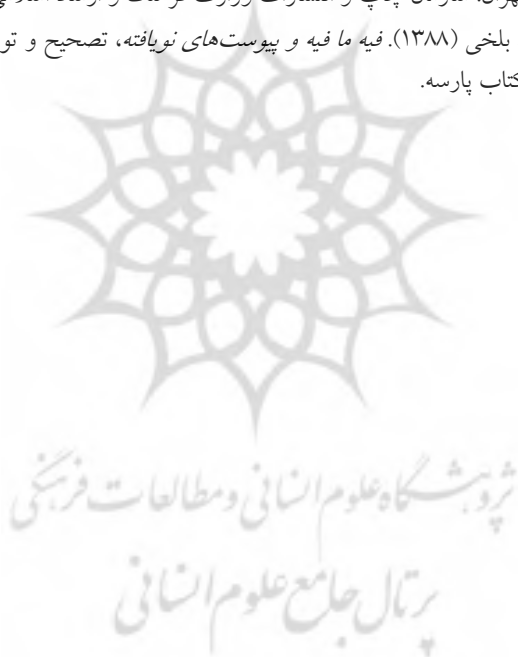 بلخی (۱۳۸۸). فیه ما فیه و پیوست‌های نویافته، تصحیح و تو
کتاب پارسه.
پژوهشگاه علوم انسانی و مطالعات فرهنگی
پرتال جامع علوم انسانی